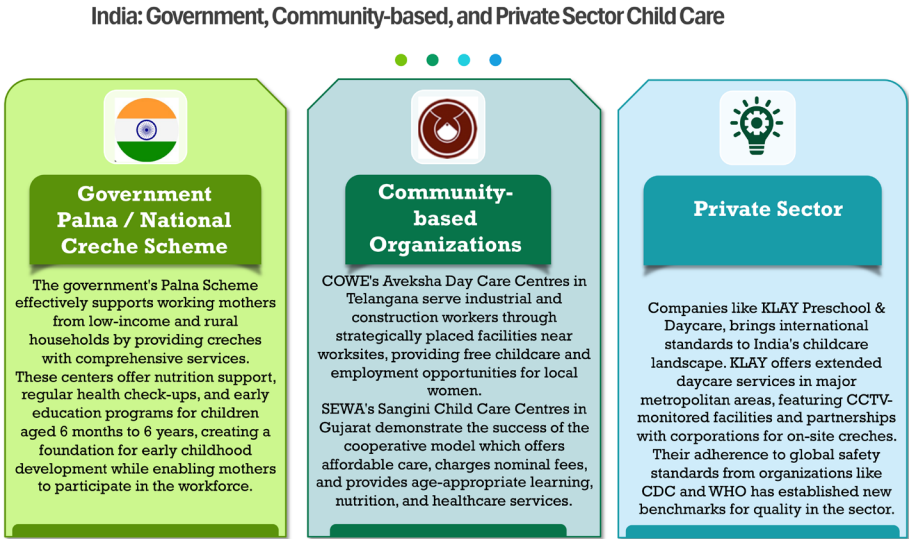 India: Government, Community-based, and Private Sector Child Care
Government
Palna / National
Creche Scheme
The government's Palna Scheme
effectively supports working mothers
from low-income and rural
households by providing creches
with comprehensive services.
These centers offer nutrition support,
regular health check-ups, and early
education programs for children
aged 6 months to 6 years, creating a
foundation for early childhood
development while enabling mothers
to participate in the workforce.
Community-
based
Organizations
COWE's Aveksha Day Care Centres in
Telangana serve industrial and
construction workers through
strategically placed facilities near
worksites, providing free childcare and
employment opportunities for local
women.
SEWA's Sangini Child Care Centres in
Gujarat demonstrate the success of the
cooperative model which offers
affordable care, charges nominal fees,
and provides age-appropriate learning,
nutrition, and healthcare services.
Private Sector
Companies like KLAY Preschool &
Daycare, brings international
standards to India's childcare
landscape. KLAY offers extended
daycare services in major
metropolitan areas, featuring CCTV-
monitored facilities and partnerships
with corporations for on-site creches.
Their adherence to global safety
standards from organizations like
CDC and WHO has established new
benchmarks for quality in the sector.